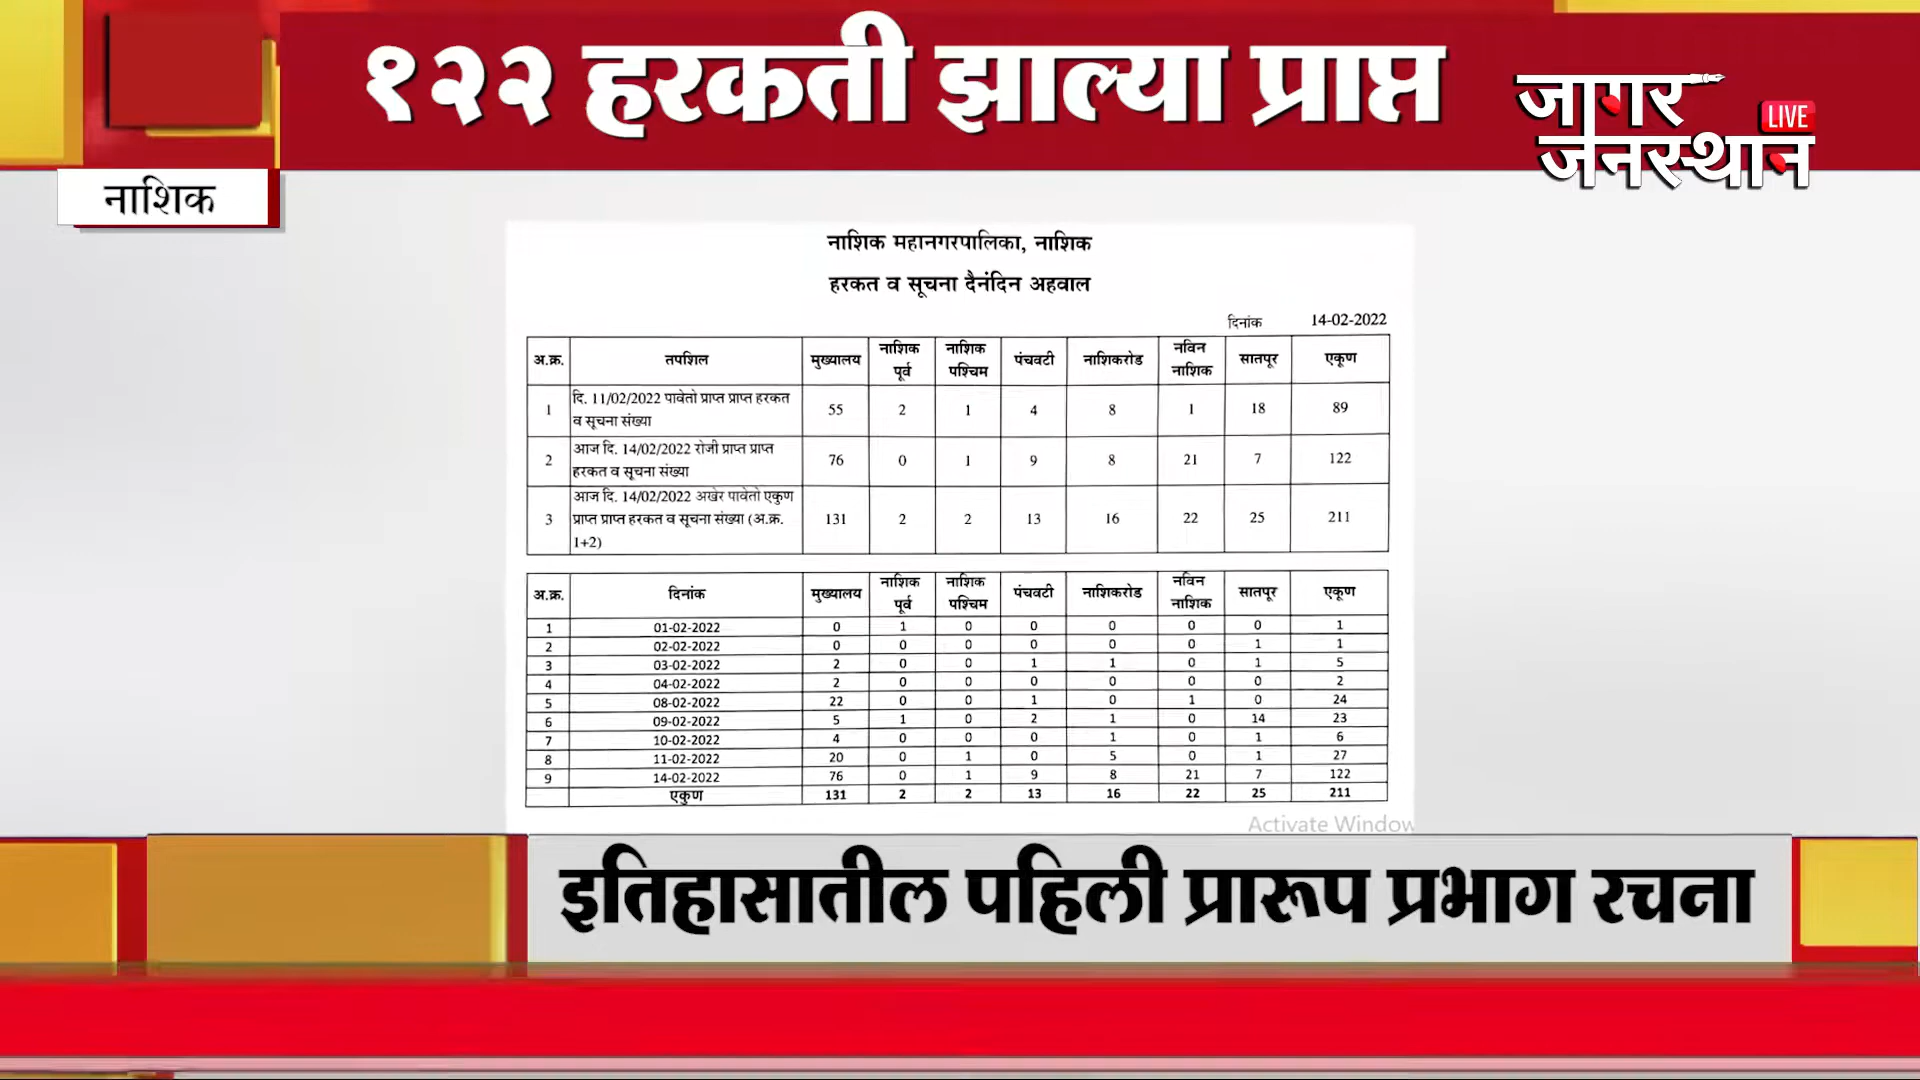 १२२ हरकती झाल्या प्राप्त
जागर
LIVE
जनस्थान
नाशिक
नाशिक महानगरपालिका, नाशिक
हरकत व सूचना दैनंदिन अहवाल
दिनांक 14-02-2022
अ.क्र. तपशिल मुख्यालय नाशिक पूर्व नाशिक पश्चिम पंचवटी नाशिकरोड नविन नाशिक सातपूर एकूण
1 दि. 11/02/2022 पावेतो प्राप्त प्राप्त हरकत व सूचना संख्या 55 2 1 4 8 1 18 89
2 आज दि. 14/02/2022 रोजी प्राप्त प्राप्त हरकत व सूचना संख्या 76 0 1 9 8 21 7 122
3 आज दि. 14/02/2022 अखेर पावेतो एकुण प्राप्त प्राप्त हरकत व सूचना संख्या (अ.क्र. 1+2) 131 2 2 13 16 22 25 211
अ.क्र. दिनांक मुख्यालय नाशिक पूर्व नाशिक पश्चिम पंचवटी नाशिकरोड नविन नाशिक सातपूर एकूण
1 01-02-2022 0 1 0 0 0 0 0 1
2 02-02-2022 0 0 0 0 0 0 1 1
3 03-02-2022 2 0 0 1 1 0 1 5
4 04-02-2022 2 0 0 0 0 0 0 2
5 08-02-2022 22 0 0 1 0 1 0 24
6 09-02-2022 5 1 0 2 1 0 14 23
7 10-02-2022 4 0 0 0 1 0 1 6
8 11-02-2022 20 0 1 0 5 0 1 27
9 14-02-2022 76 0 1 9 8 21 7 122
एकुण 131 2 2 13 16 22 25 211
Activate Window
इतिहासातील पहिली प्रारूप प्रभाग रचना